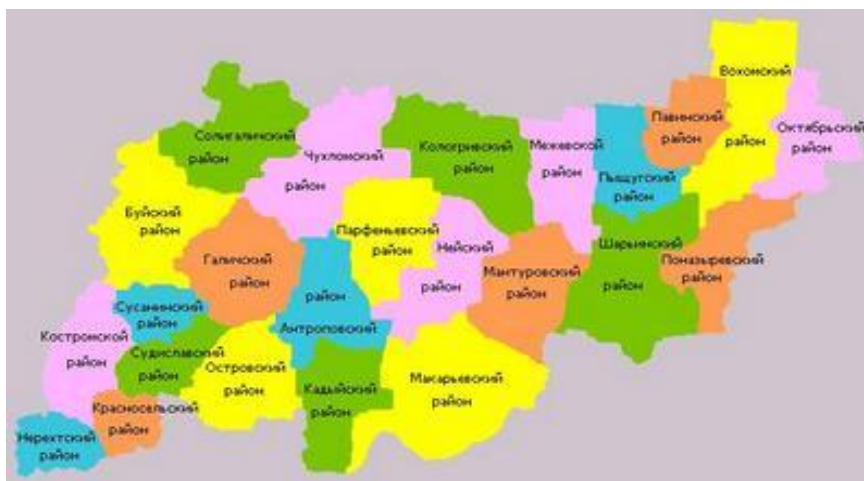 Вохомский
район
Павинский
район
Октябрьский
район
Солигаличский
район
Чухломский
район
Кологривский
район
Межевской
район
Пыщугский
район
Буйский
район
Парфеньевский
район
Нейский
район
Шарьинский
район
Поназыревский
район
Галичский
район
Мантуровский
район
район
Антроповский
Сусанинский
район
Костромской
район
Судиславский
район
Островский
район
Кадыйский
район
Макарьевский
район
Красносельский
район
Нерехтский
район